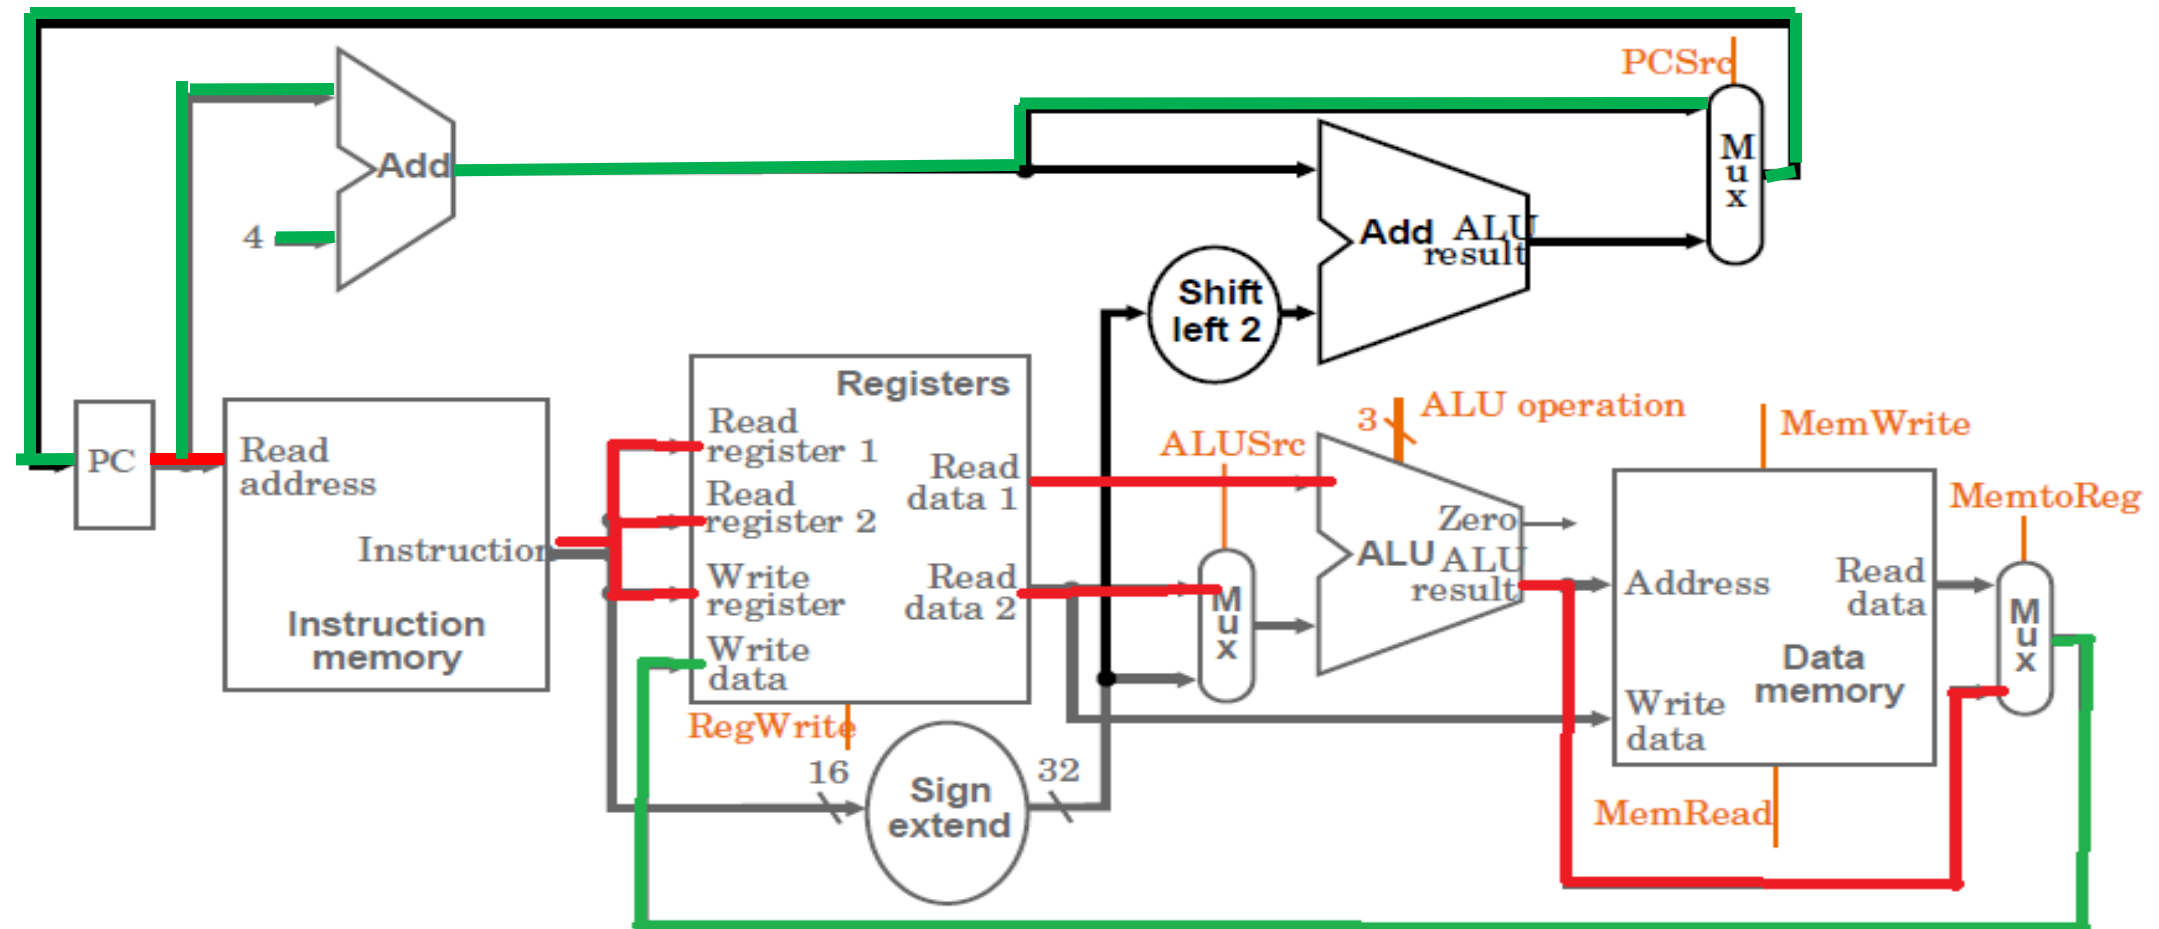 PCSrc
M
u
x
Add
4
Add ALU
result
Shift
left 2
PC
Read
address
Instruction
Instruction
memory
Registers
Read
register 1
Read
register 2
Write
register
Write
data
Read
data 1
Read
data 2
RegWrite
16
Sign
extend
32
ALUSrc
M
u
x
3
ALU operation
Zero
ALU ALU
result
MemWrite
Address
Read
data
Data
memory
Write
data
MemRead
MemtoReg
M
u
x